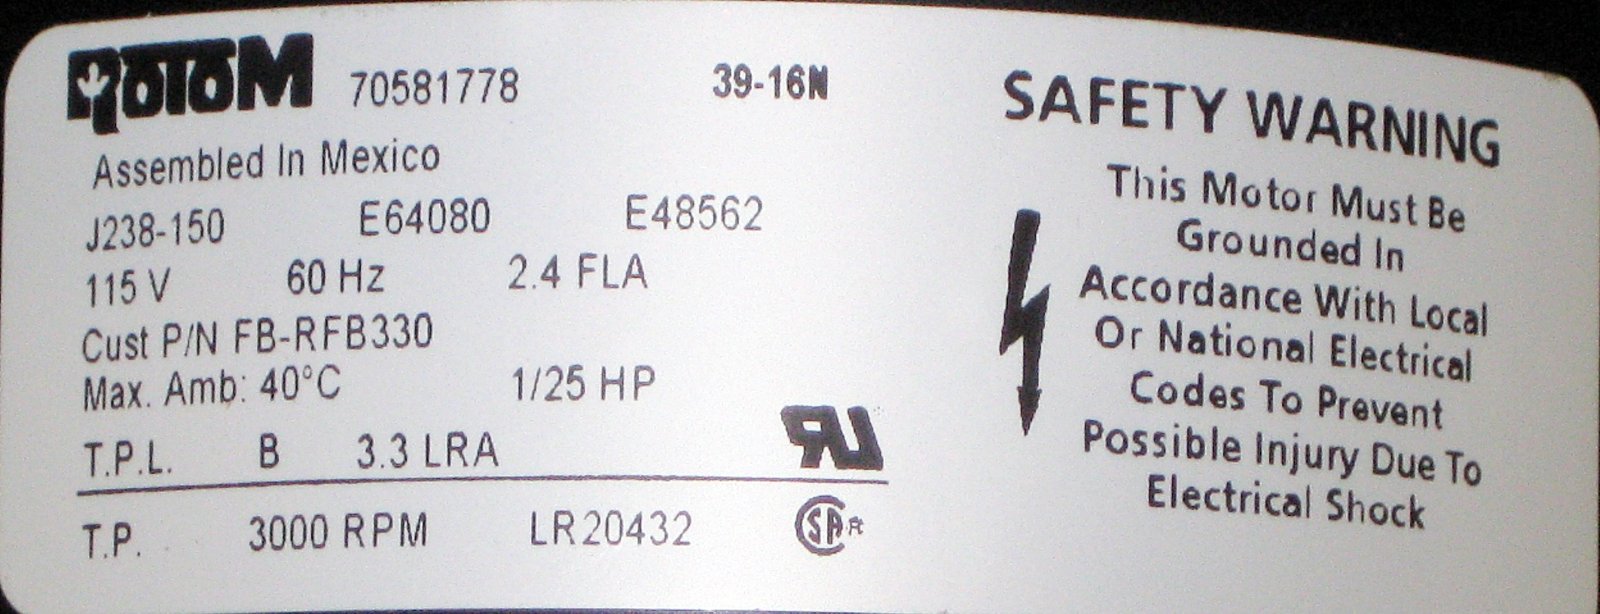 ROTOM 70581778 39-16N
Assembled In Mexico
J238-150 E64080 E48562
115 V 60 Hz 2.4 FLA
Cust P/N FB-RFB330
Max. Amb: 40°C 1/25 HP
T.P.L. B 3.3 LRA
T.P. 3000 RPM LR20432
SAFETY WARNING
This Motor Must Be
Grounded In
Accordance With Local
Or National Electrical
Codes To Prevent
Possible Injury Due To
Electrical Shock